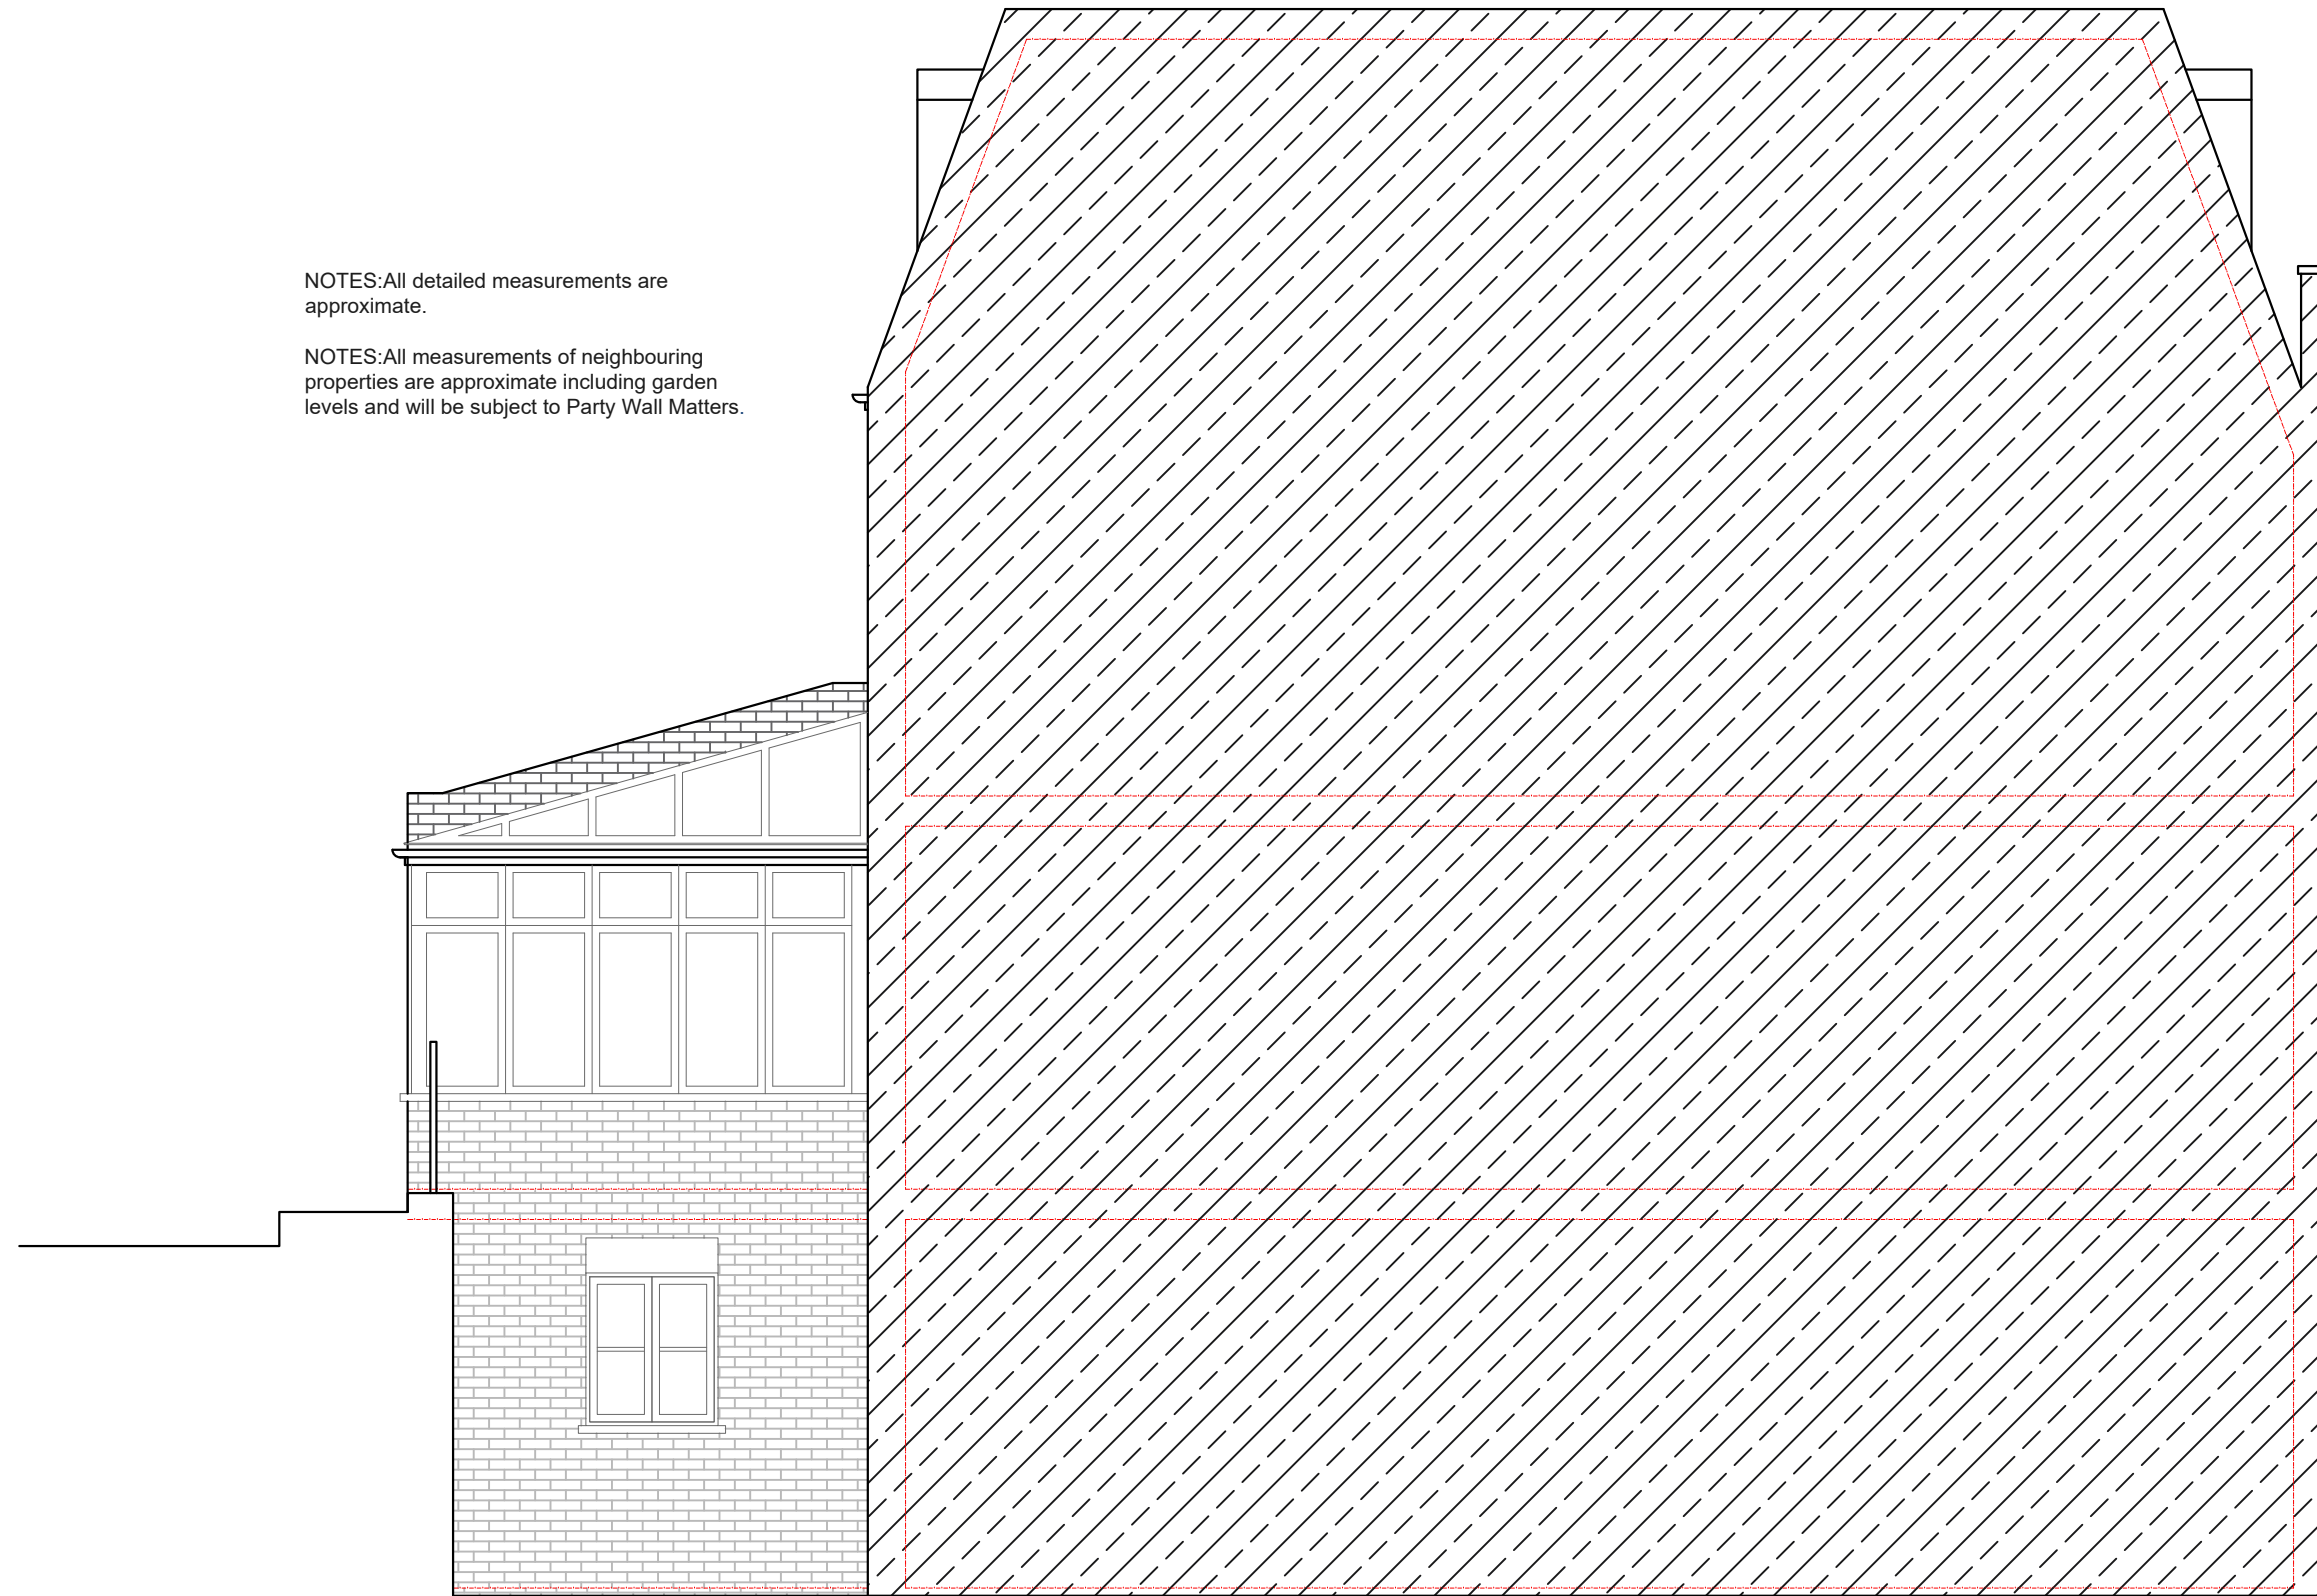 NOTES:All detailed measurements are
approximate.
NOTES:All measurements of neighbouring
properties are approximate including garden
levels and will be subject to Party Wall Matters.